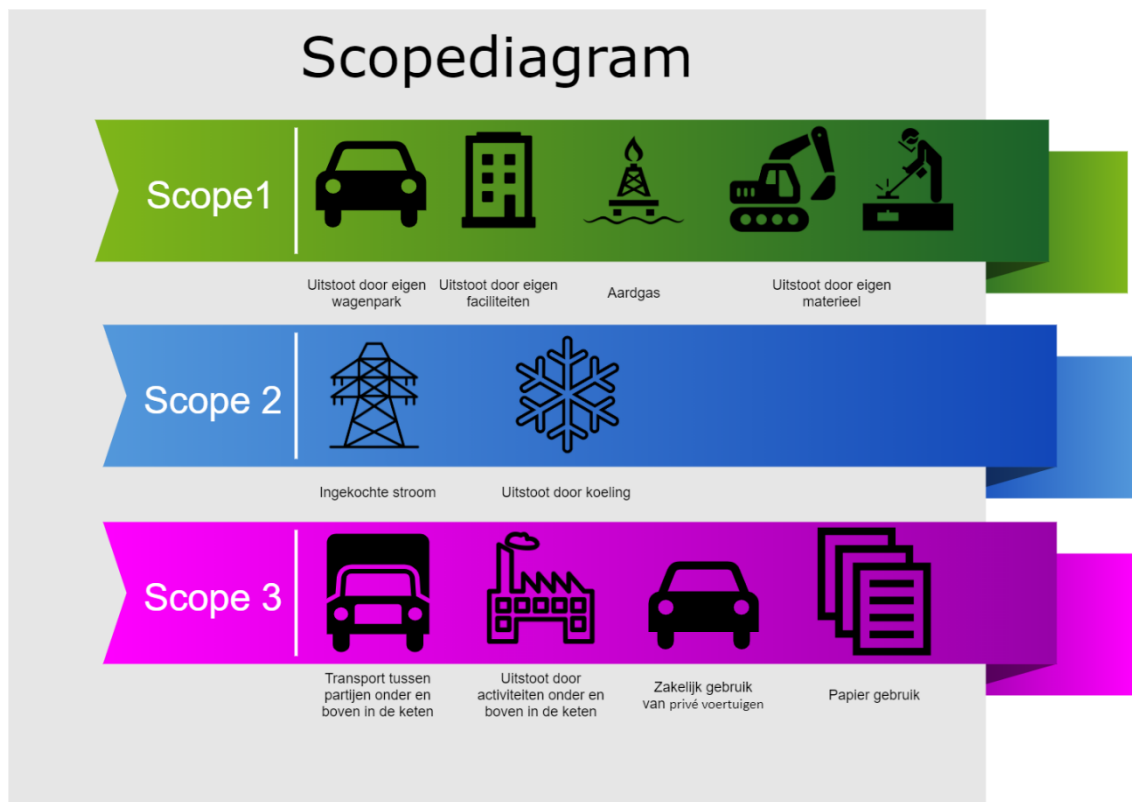 Scopediagram
Scope1
Uitstoot door eigen
wagenpark
Uitstoot door eigen
faciliteiten
Aardgas
Uitstoot door eigen
materieel
Scope 2
Ingekochte stroom
Uitstoot door koeling
Scope 3
Transport tussen
partijen onder en
boven in de keten
Uitstoot door
activiteiten onder en
boven in de keten
Zakelijk gebruik
van privé voertuigen
Papier gebruik